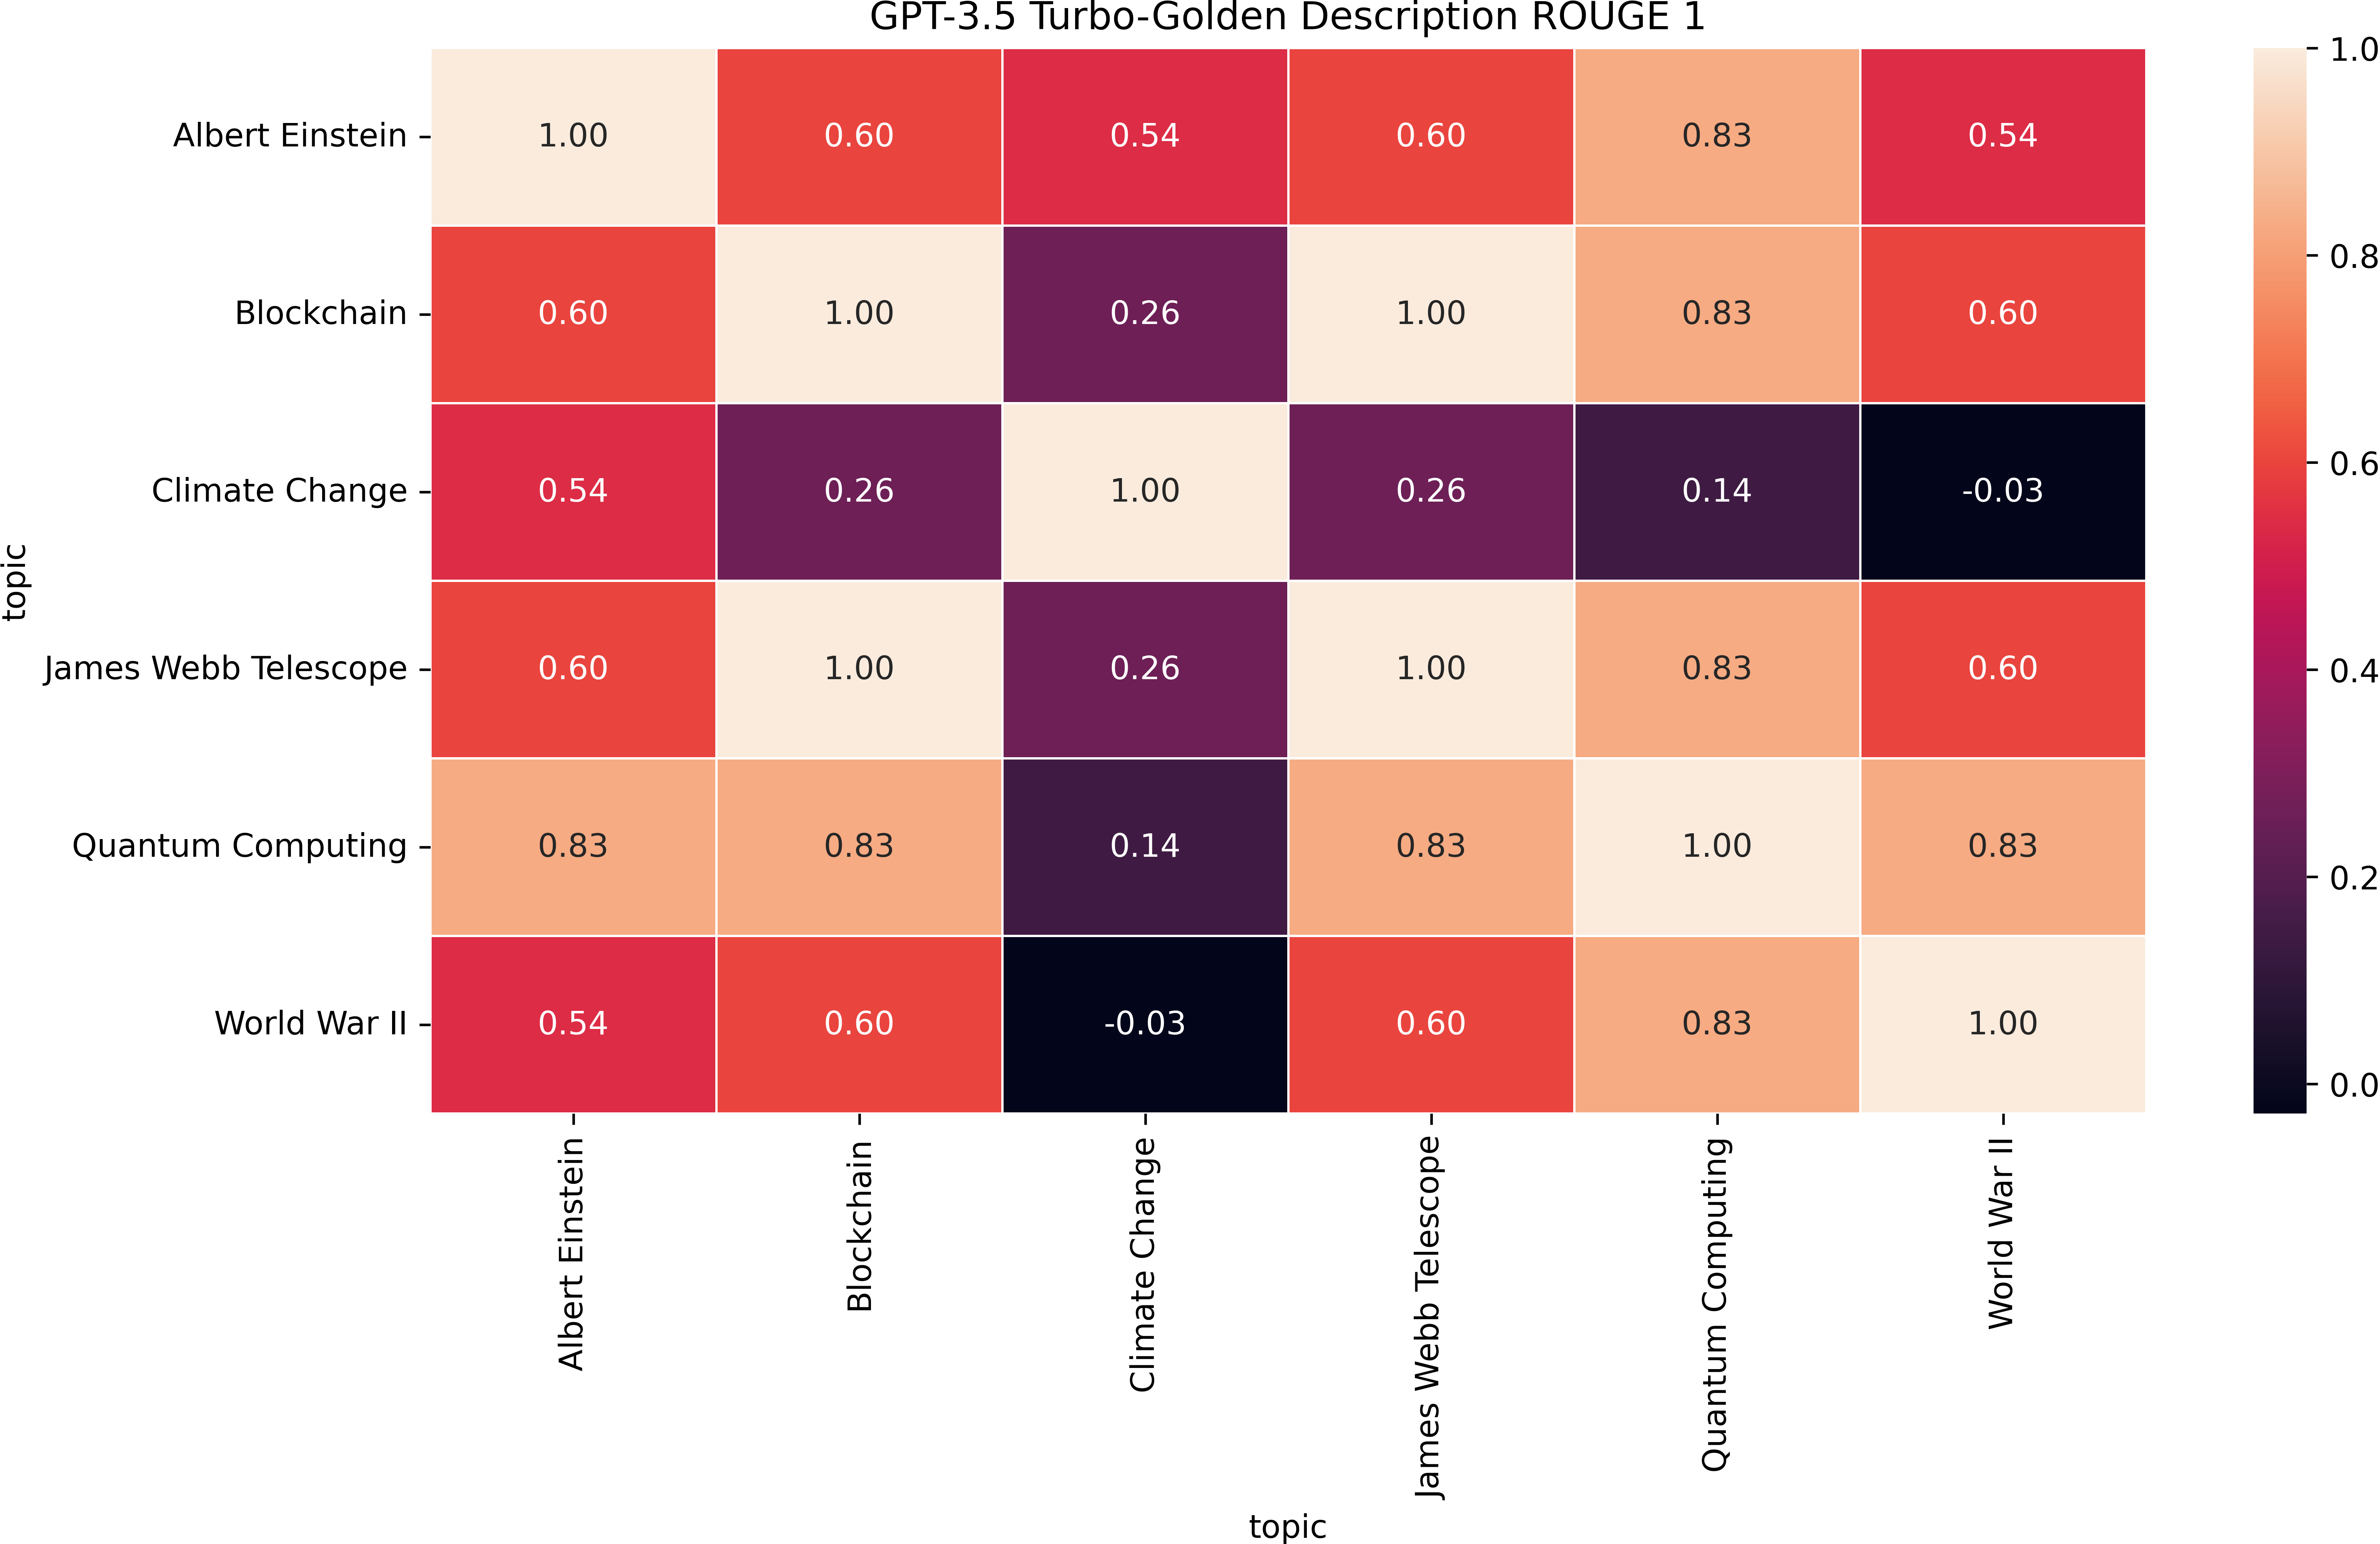 GPT-3.5 Turbo-Golden Description ROUGE 1
Albert Einstein 1.00 0.60 0.54 0.60 0.83 0.54
Blockchain 0.60 1.00 0.26 1.00 0.83 0.60
Climate Change 0.54 0.26 1.00 0.26 0.14 -0.03
James Webb Telescope 0.60 1.00 0.26 1.00 0.83 0.60
Quantum Computing 0.83 0.83 0.14 0.83 1.00 0.83
World War II 0.54 0.60 -0.03 0.60 0.83 1.00
topic
Albert Einstein
Blockchain
Climate Change
James Webb Telescope
Quantum Computing
World War II
topic
1.0
0.8
0.6
0.4
0.2
0.0